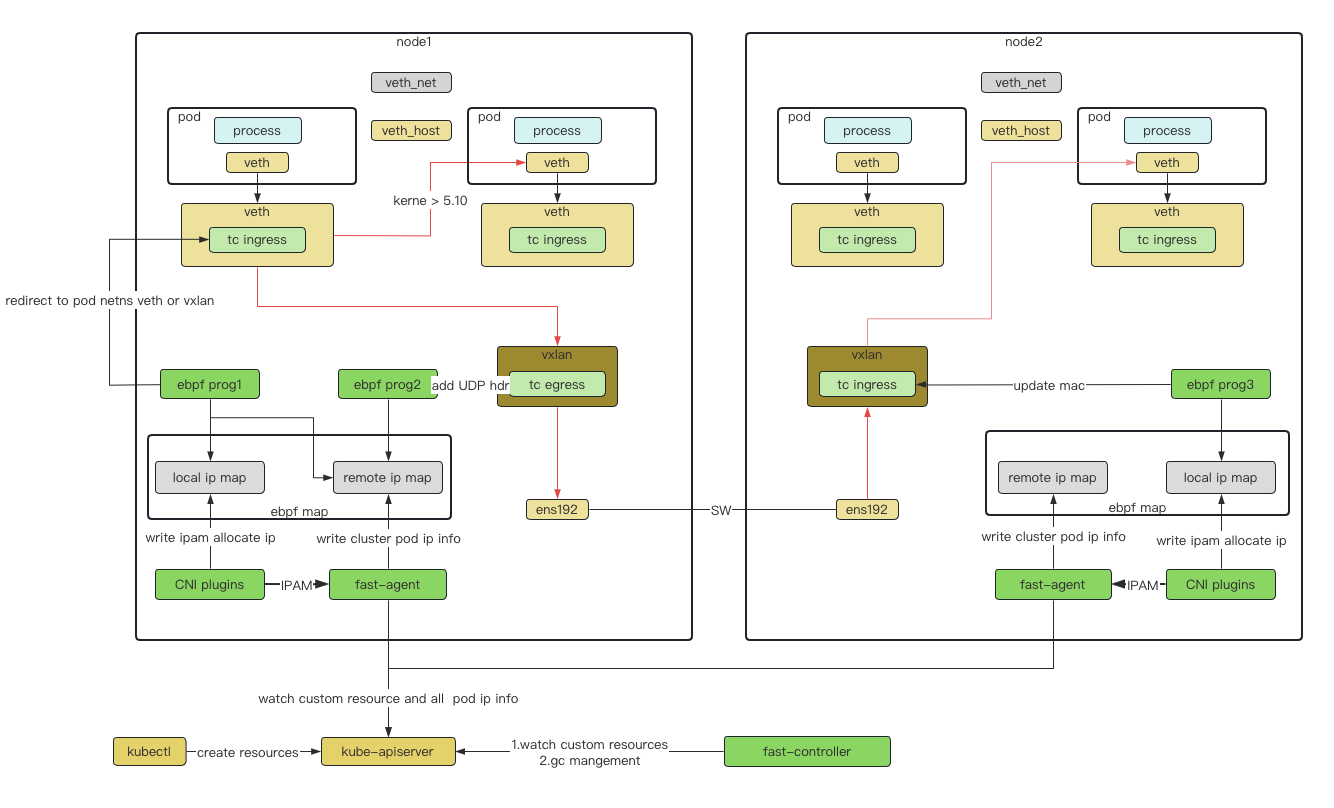 node1
node2
veth_net
veth_net
pod
process
veth_host
pod
process
pod
process
veth_host
pod
process
veth
veth
veth
veth
kerne > 5.10
veth
tc ingress
veth
tc ingress
veth
tc ingress
veth
tc ingress
redirect to pod netns veth or vxlan
vxlan
tc egress
vxlan
tc ingress
ebpf prog1
ebpf prog2
add UDP hdr
update mac
ebpf prog3
local ip map
remote ip map
ebpf map
remote ip map
local ip map
ebpf map
ens192
SW
ens192
write ipam allocate ip
write cluster pod ip info
write cluster pod ip info
write ipam allocate ip
CNI plugins
IPAM
fast-agent
fast-agent
IPAM
CNI plugins
watch custom resource and all  pod ip info
kubectl
create resources
kube-apiserver
1.watch custom resources
2.gc mangement
fast-controller